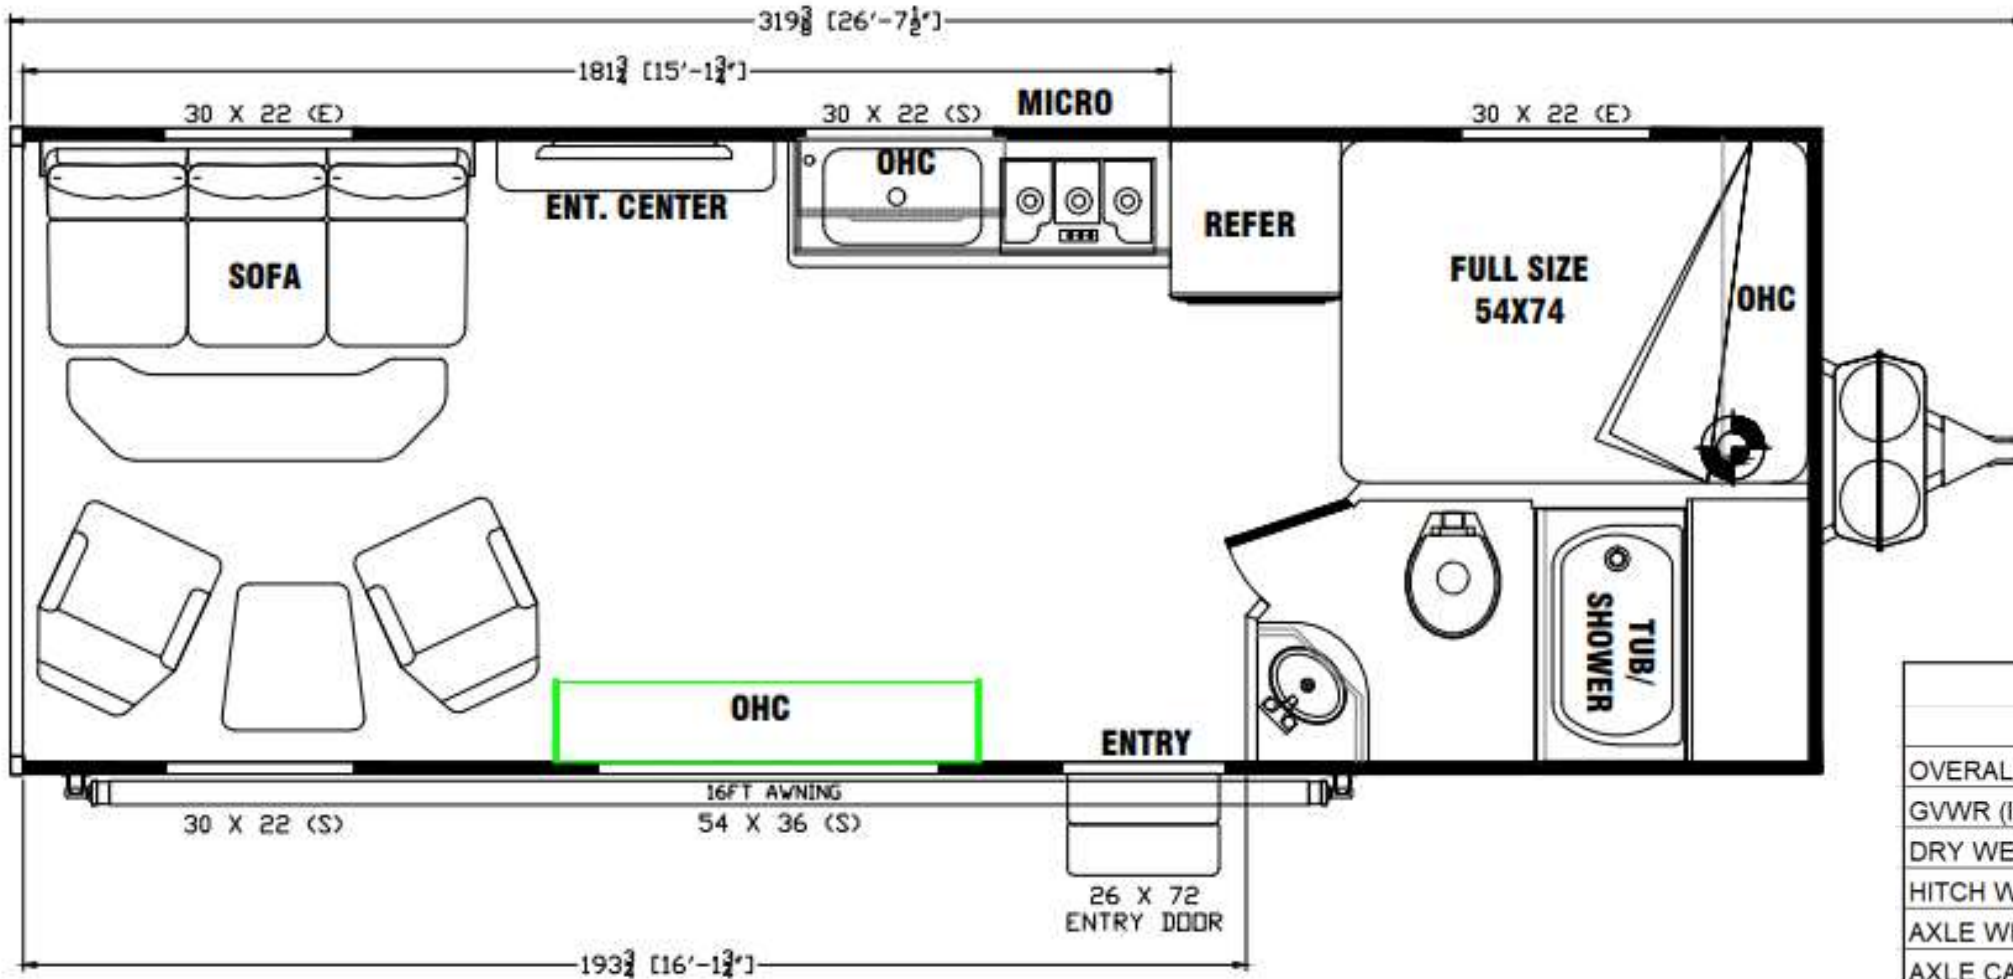 319⅜ [26'-7½"]
181¾ [15'-1¾"]
30 X 22 (E)
30 X 22 (S)
MICRO
30 X 22 (E)
OHC
ENT. CENTER
REFER
SOFA
FULL SIZE
54X74
OHC
TUB/
SHOWER
OHC
ENTRY
16FT AWNING
30 X 22 (S)
54 X 36 (S)
26 X 72
ENTRY DOOR
193¾ [16'-1¾"]
OVERAL
GVWR (I
DRY WE
HITCH W
AXLE W
AXLE CA